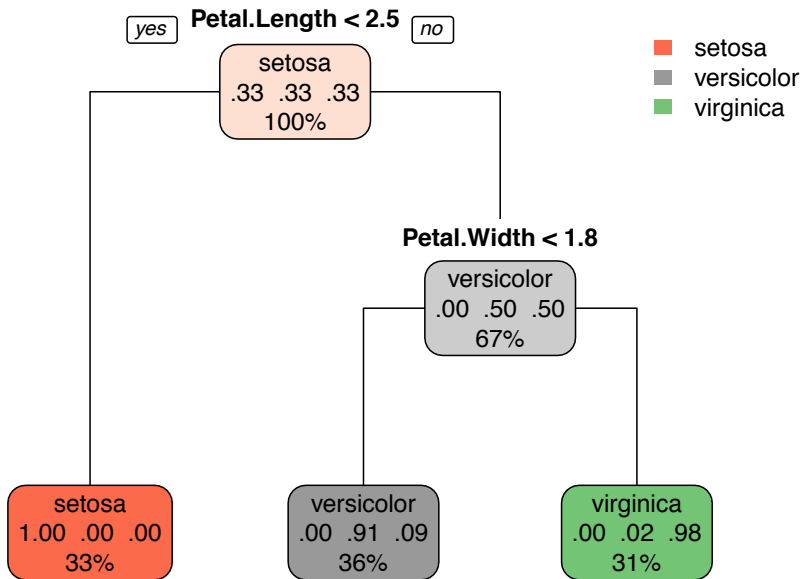 yes Petal.Length < 2.5 no
setosa
.33 .33 .33
100%
setosa
versicolor
virginica
Petal.Width < 1.8
versicolor
.00 .50 .50
67%
setosa
1.00 .00 .00
33%
versicolor
.00 .91 .09
36%
virginica
.00 .02 .98
31%